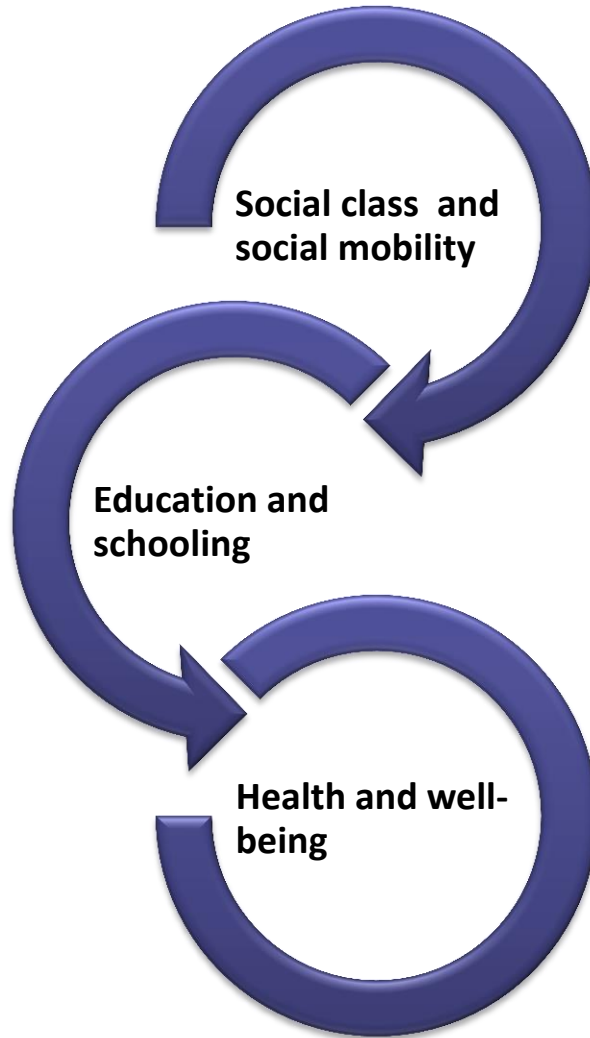 Social class  and
social mobility
Education and
schooling
Health and well-
being